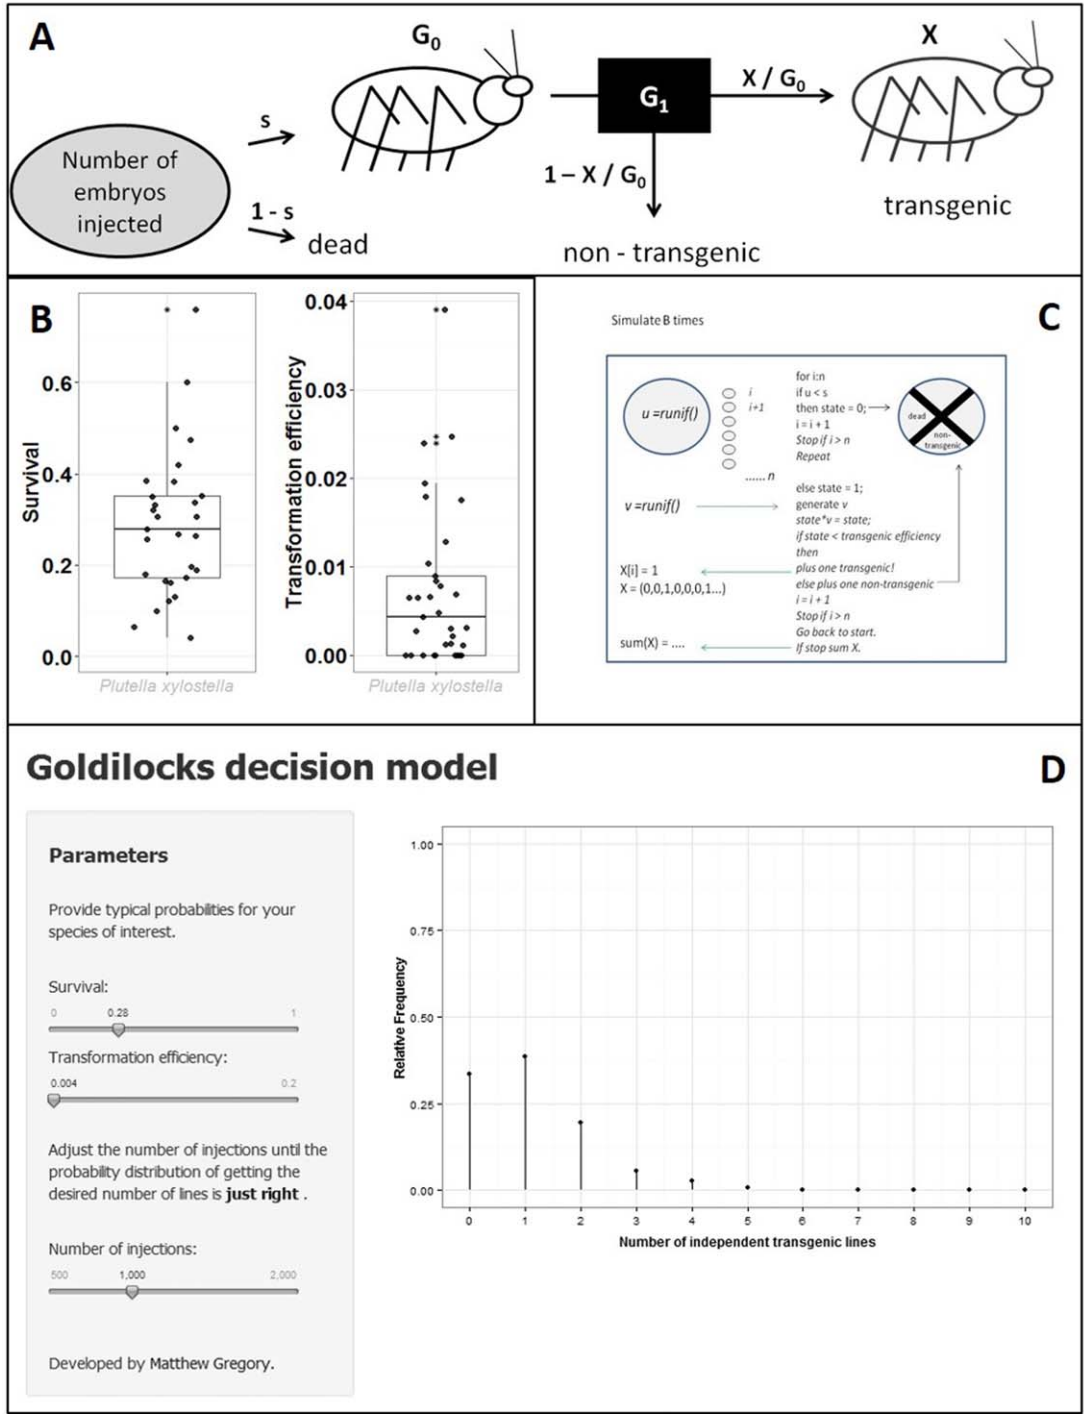 A
G₀
X
s
G₁
X / G₀
Number of
embryos
injected
1 - s
dead
1 – X / G₀
non - transgenic
transgenic
B
Survival
0.6
0.4
0.2
0.0
Plutella xylostella
Transformation efficiency
0.04
0.03
0.02
0.01
0.00
Plutella xylostella
C
Simulate B times
u =runif()
i
i+1
...... n
for i:n
if u < s
then state = 0;
i = i + 1
Stop if i > n
Repeat
dead
non-
transgenic
v =runif()
else state = 1;
generate v
state*v = state;
if state < transgenic efficiency
then
plus one transgenic!
else plus one non-transgenic
i = i + 1
Stop if i > n
Go back to start.
If stop sum X.
X[i] = 1
X = (0,0,1,0,0,0,1...)
sum(X) = ....
Goldilocks decision model
D
Parameters
Provide typical probabilities for your
species of interest.
Survival:
0 0.28 1
Transformation efficiency:
0.004 0.2
Adjust the number of injections until the
probability distribution of getting the
desired number of lines is just right .
Number of injections:
500 1,000 2,000
Developed by Matthew Gregory.
Relative Frequency
1.00
0.75
0.50
0.25
0.00
0 1 2 3 4 5 6 7 8 9 10
Number of independent transgenic lines